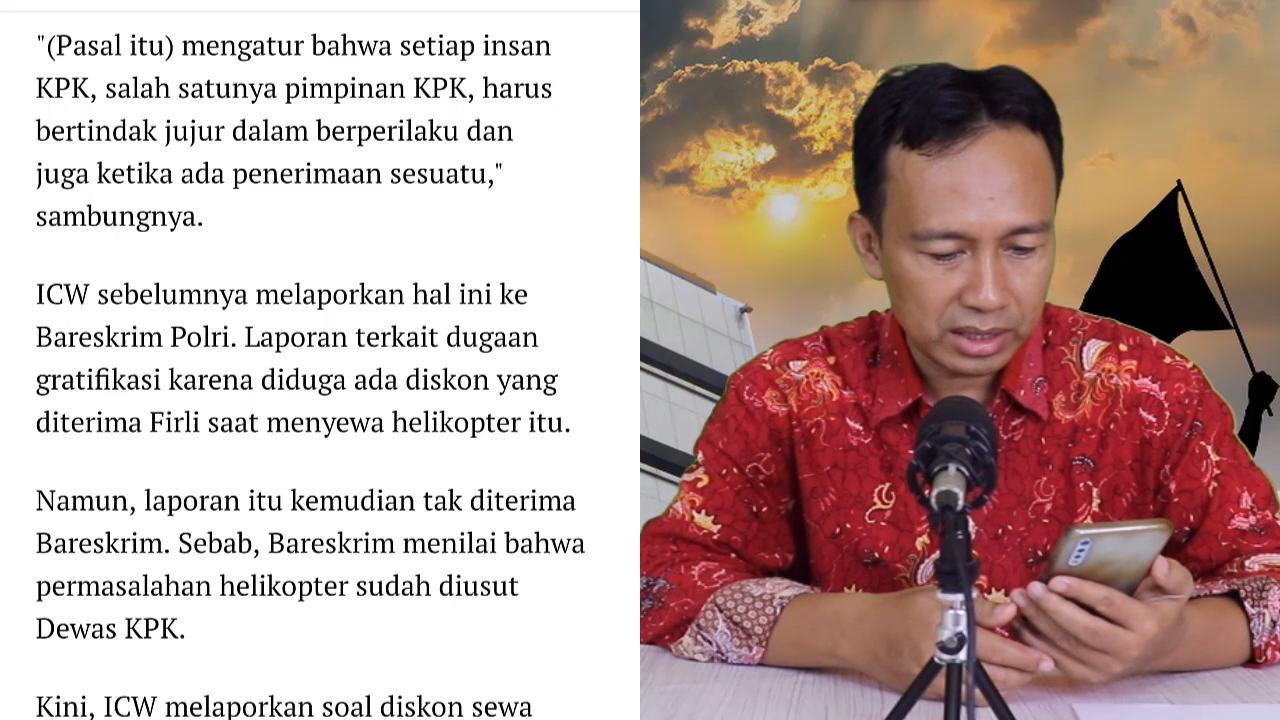 "(Pasal itu) mengatur bahwa setiap insan
KPK, salah satunya pimpinan KPK, harus
bertindak jujur dalam berperilaku dan
juga ketika ada penerimaan sesuatu,"
sambungnya.
ICW sebelumnya melaporkan hal ini ke
Bareskrim Polri. Laporan terkait dugaan
gratifikasi karena diduga ada diskon yang
diterima Firli saat menyewa helikopter itu.
Namun, laporan itu kemudian tak diterima
Bareskrim. Sebab, Bareskrim menilai bahwa
permasalahan helikopter sudah diusut
Dewas KPK.
Kini, ICW melaporkan soal diskon sewa